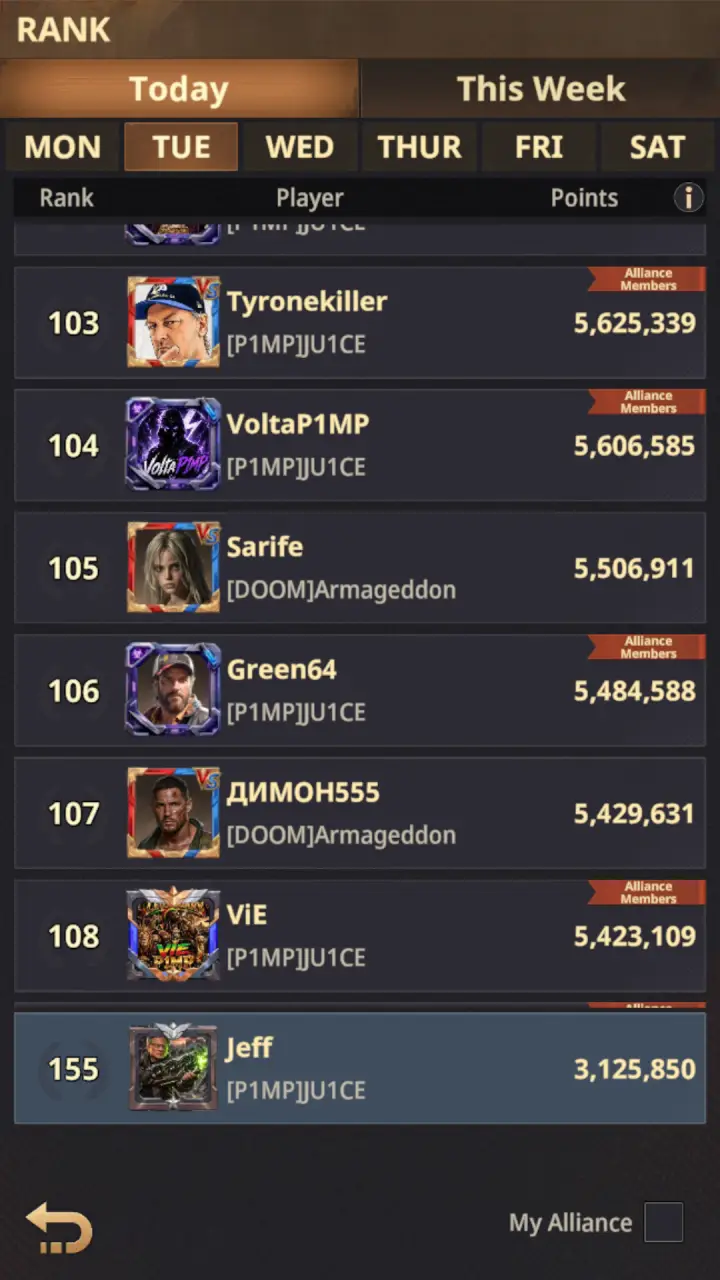 RANK
Today
This Week
MON
TUE
WED
THUR
FRI
SAT
Rank
Player
Points
i
[P1MP]JU1CE
103
Tyronekiller
[P1MP]JU1CE
Alliance
Members
5,625,339
104
VoltaP1MP
[P1MP]JU1CE
Alliance
Members
5,606,585
105
Sarife
[DOOM]Armageddon
5,506,911
106
Green64
[P1MP]JU1CE
Alliance
Members
5,484,588
107
ДИМОН555
[DOOM]Armageddon
5,429,631
108
ViE
[P1MP]JU1CE
Alliance
Members
5,423,109
Alliance
155
Jeff
[P1MP]JU1CE
3,125,850
My Alliance